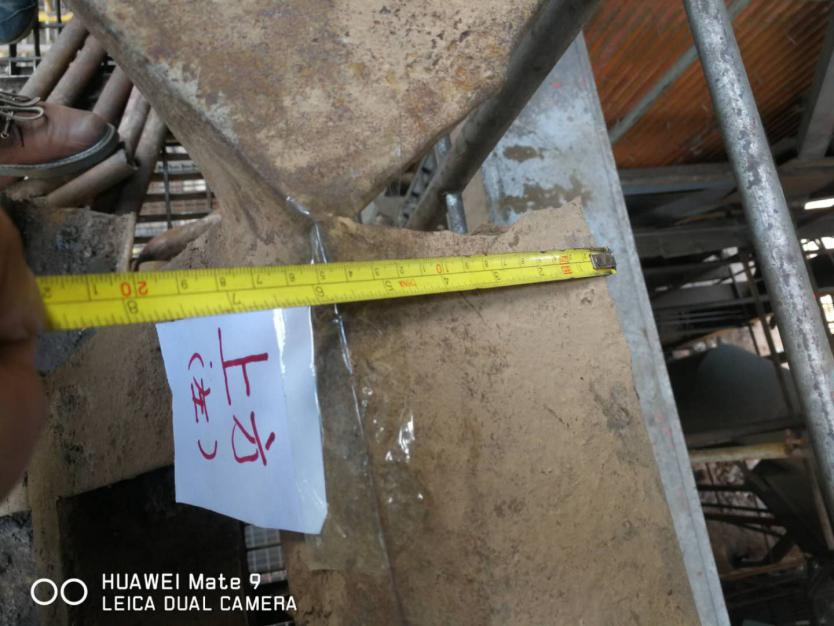 上方
(左)
HUAWEI Mate 9
LEICA DUAL CAMERA